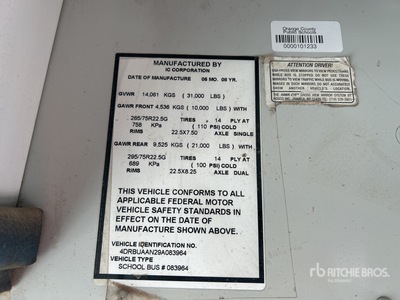 Orange County
Public Schools
0000101233
ATTENTION DRIVER!
MANUFACTURED BY
IC CORPORATION
DATE OF MANUFACTURE 06 MO. 08 YR.
GVWR 14,061 KGS ( 31,000 LBS )
GAWR FRONT 4,536 KGS ( 10,000 LBS ) WITH
265/75R22.5G TIRES 14 PLY AT
758 KPa ( 110 PSI) COLD
RIMS 22.5X7.50 AXLE SINGLE
GAWR REAR 9,525 KGS ( 21,000 LBS ) WITH
295/75R22.5G TIRES 14 PLY AT
689 KPa ( 100 PSI) COLD
RIMS 22.5X8.25 AXLE DUAL
THIS VEHICLE CONFORMS TO ALL
APPLICABLE FEDERAL MOTOR
VEHICLE SAFETY STANDARDS IN
EFFECT ON THE DATE OF
MANUFACTURE SHOWN ABOVE.
VEHICLE IDENTIFICATION NO.
4DRBUAAN29A083964
VEHICLE TYPE
SCHOOL BUS # 083964
rb RITCHIE BROS.